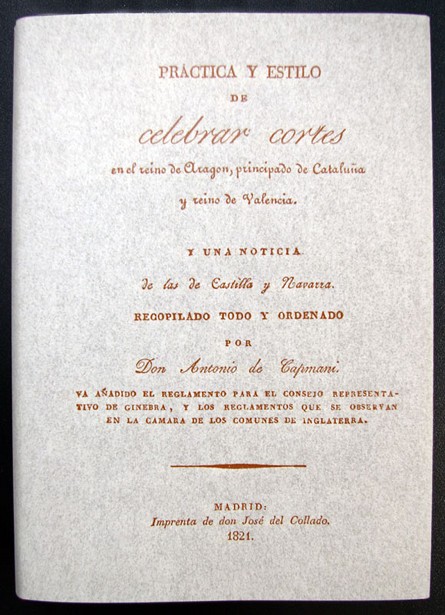 PRÁCTICA Y ESTILO
DE
celebrar cortes
en el reino de Aragon, principado de Cataluña
y reino de Valencia.
Y UNA NOTICIA
de las de Castilla y Navarra.
RECOPILADO TODO Y ORDENADO
POR
Don Antonio de Capmani.
VA AÑADIDO EL REGLAMENTO PARA EL CONSEJO REPRESENTA-
TIVO DE GINEBRA, Y LOS REGLAMENTOS QUE SE OBSERVAN
EN LA CAMARA DE LOS COMUNES DE INGLATERRA.
MADRID:
Imprenta de don José del Collado.
1821.